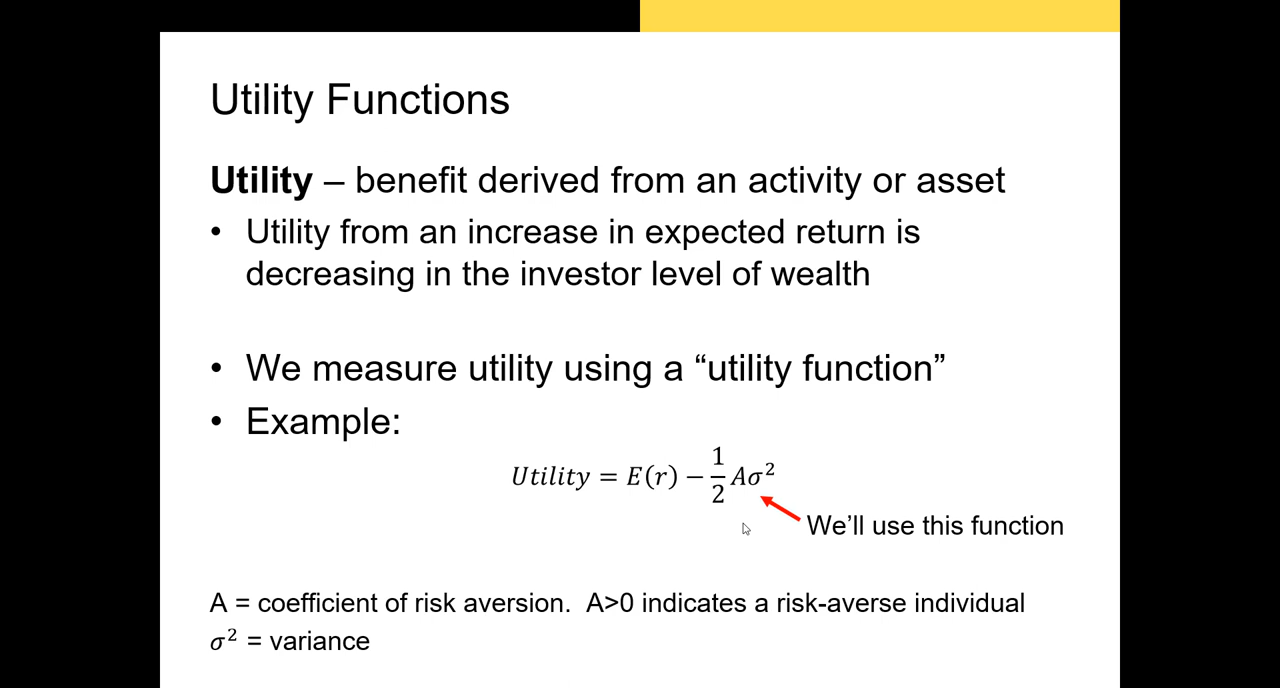 Utility Functions
Utility – benefit derived from an activity or asset
• Utility from an increase in expected return is
decreasing in the investor level of wealth
• We measure utility using a “utility function”
• Example:
Utility = E(r) − 1/2 Aσ²
We’ll use this function
A = coefficient of risk aversion.  A>0 indicates a risk-averse individual
σ² = variance